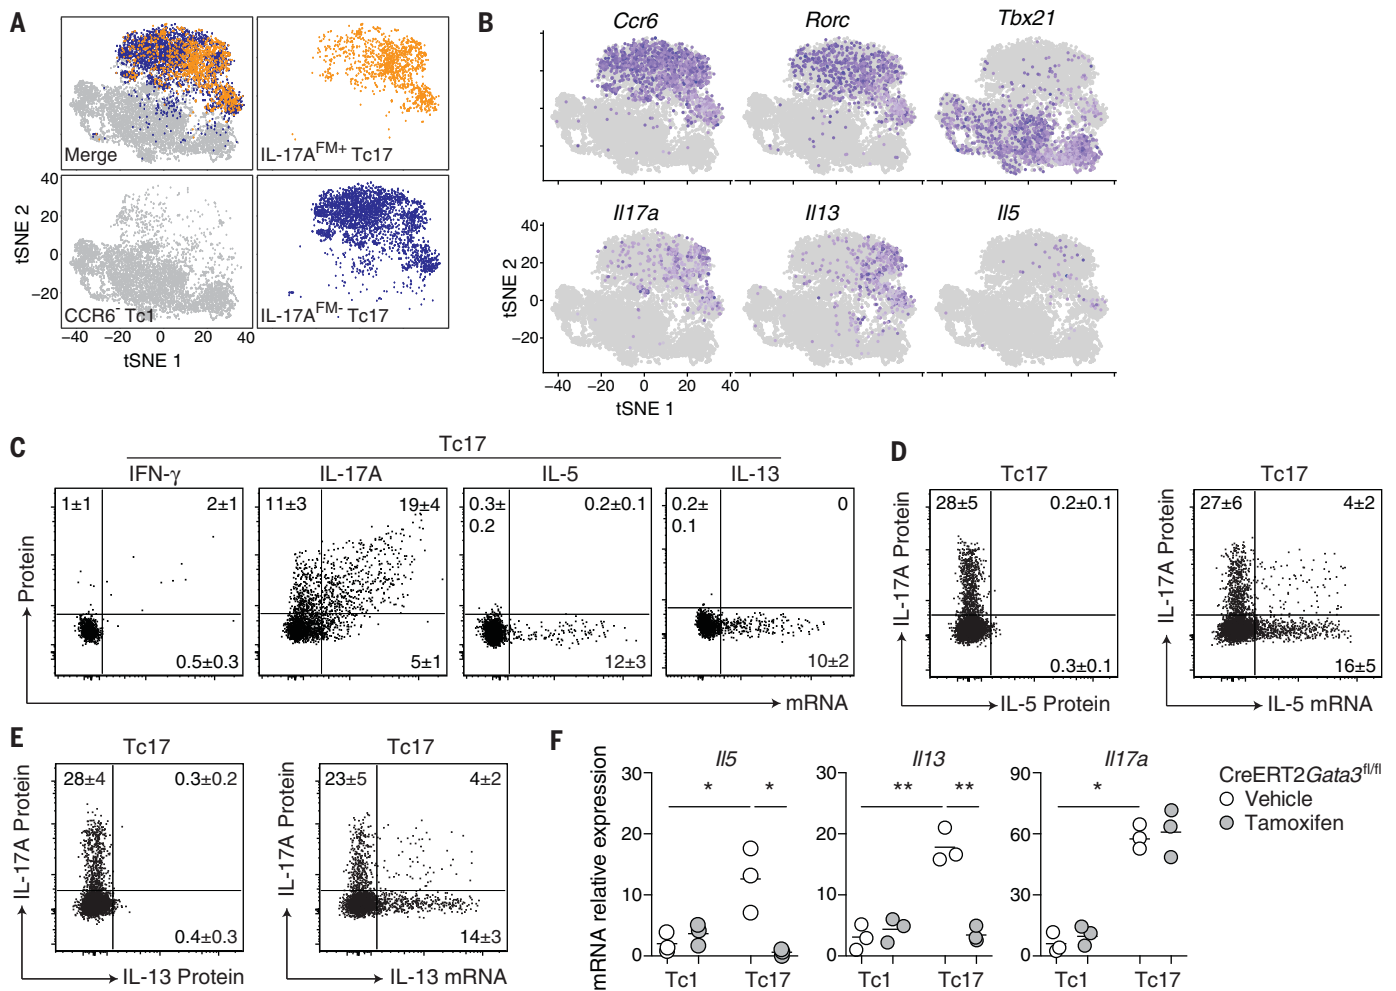 A
Merge
IL-17AFM+ Tc17
CCR6- Tc1
IL-17AFM- Tc17
40
20
0
−20
tSNE 2
−40 −20 0 20 40
tSNE 1
B
Ccr6 Rorc Tbx21
Il17a Il13 Il5
40
20
0
−20
tSNE 2
−40 −20 0 20 40
tSNE 1
C
Tc17
IFN-γ IL-17A IL-5 IL-13
1±1 2±1
0.5±0.3
11±3 19±4
5±1
0.3±
0.2
0.2±0.1
12±3
0.2±
0.1
0
10±2
Protein
mRNA
D
Tc17
28±5 0.2±0.1
0.3±0.1
IL-17A Protein
IL-5 Protein
Tc17
27±6 4±2
16±5
IL-17A Protein
IL-5 mRNA
E
Tc17
28±4 0.3±0.2
0.4±0.3
IL-17A Protein
IL-13 Protein
Tc17
23±5 4±2
14±3
IL-17A Protein
IL-13 mRNA
F
mRNA relative expression
Il5
30
20
10
0
* *
Tc1 Tc17
Il13
30
20
10
0
** **
Tc1 Tc17
Il17a
90
60
30
0
*
Tc1 Tc17
CreERT2Gata3fl/fl
Vehicle
Tamoxifen